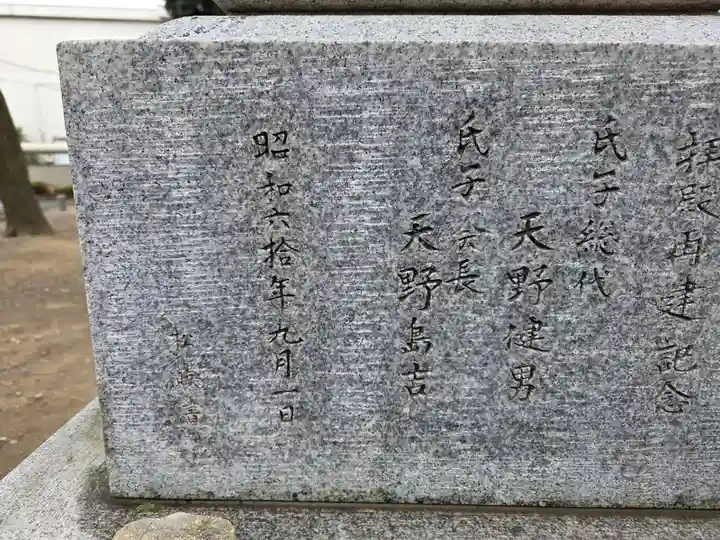 拝殿再建記念
氏子総代
天野健男
氏子会長
天野島吉
昭和六拾年九月一日